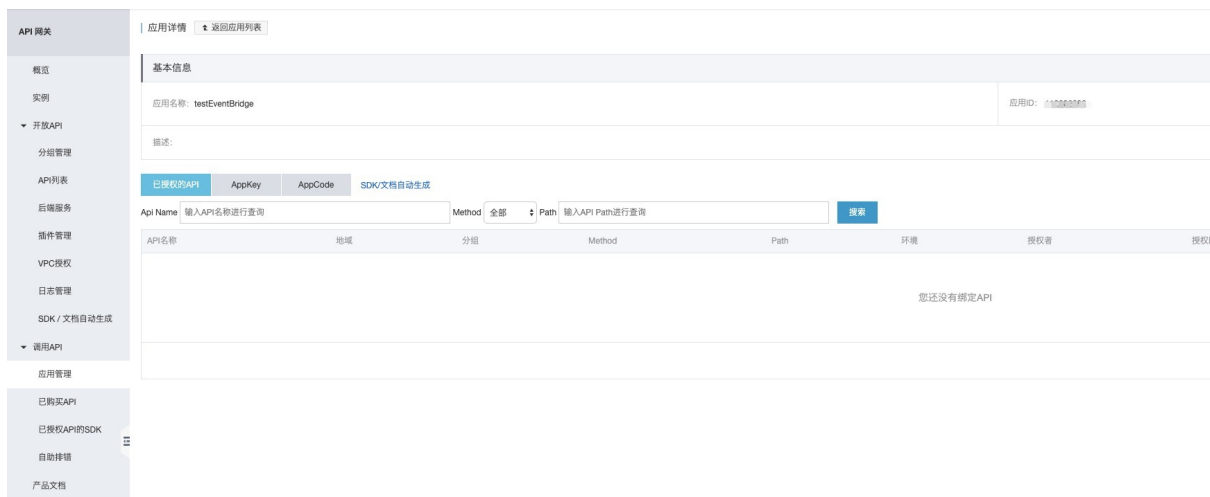 API 网关
概览
实例
开放API
分组管理
API列表
后端服务
插件管理
VPC授权
日志管理
SDK / 文档自动生成
调用API
应用管理
已购买API
已授权API的SDK
自助排错
产品文档
应用详情 返回应用列表
基本信息
应用名称: testEventBridge 应用ID:
描述:
已授权的API AppKey AppCode SDK/文档自动生成
Api Name 输入API名称进行查询 Method 全部 Path 输入API Path进行查询 搜索
API名称 地域 分组 Method Path 环境 授权者 授权
您还没有绑定API